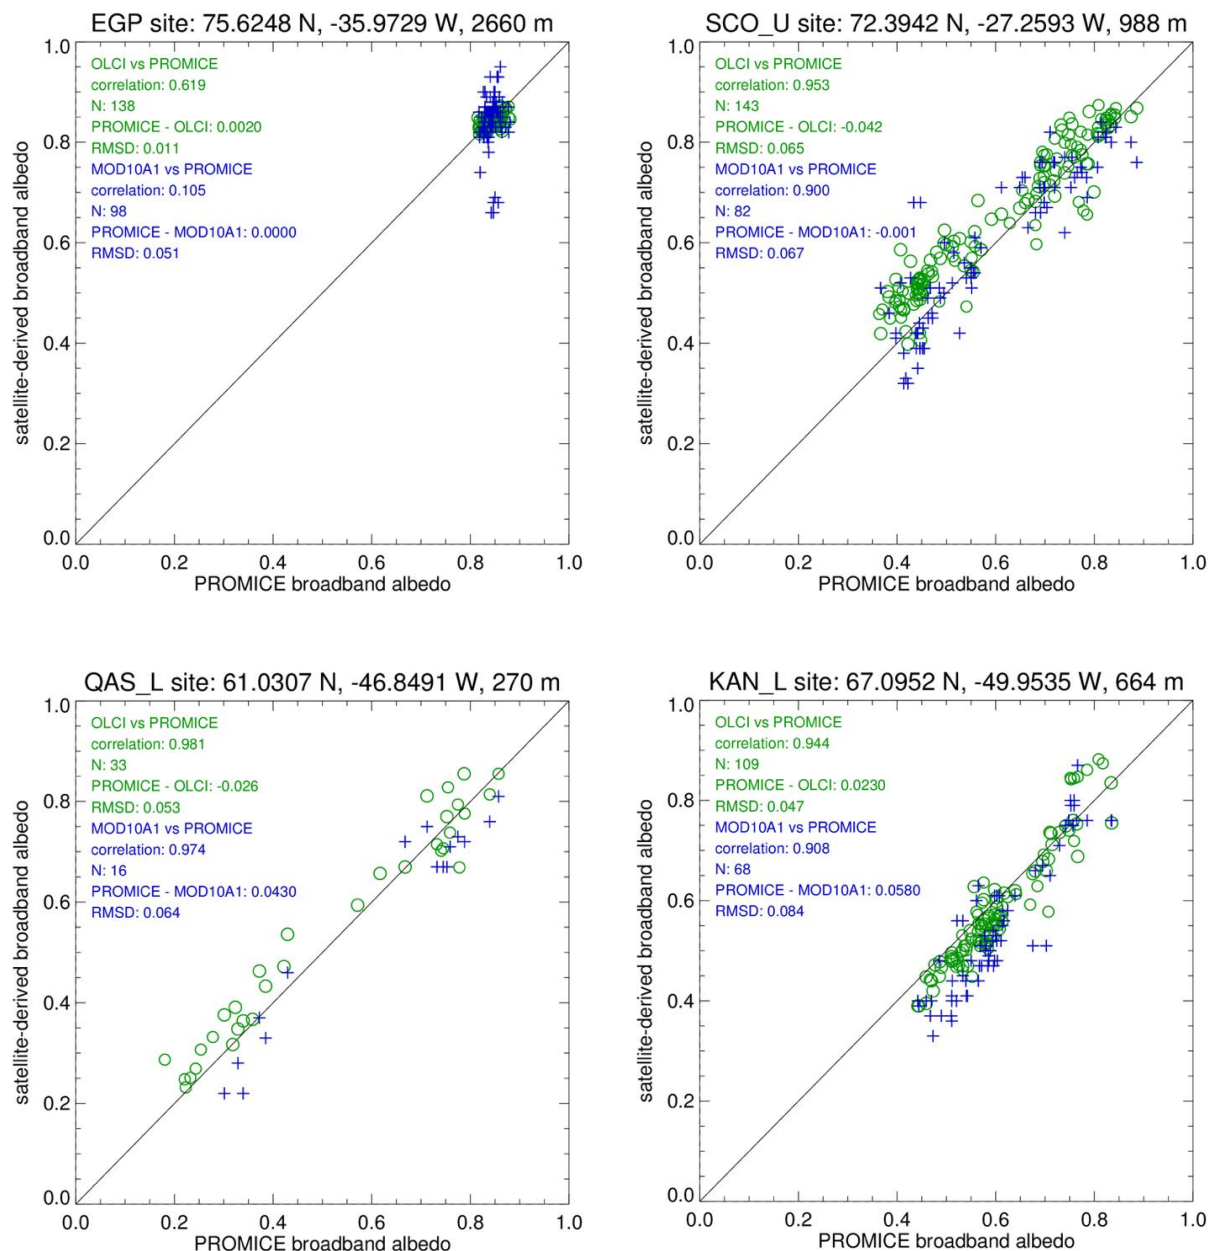 EGP site: 75.6248 N, -35.9729 W, 2660 m
OLCI vs PROMICE
correlation: 0.619
N: 138
PROMICE - OLCI: 0.0020
RMSD: 0.011
MOD10A1 vs PROMICE
correlation: 0.105
N: 98
PROMICE - MOD10A1: 0.0000
RMSD: 0.051
satellite-derived broadband albedo
1.0
0.8
0.6
0.4
0.2
0.0
0.0 0.2 0.4 0.6 0.8 1.0
PROMICE broadband albedo
SCO_U site: 72.3942 N, -27.2593 W, 988 m
OLCI vs PROMICE
correlation: 0.953
N: 143
PROMICE - OLCI: -0.042
RMSD: 0.065
MOD10A1 vs PROMICE
correlation: 0.900
N: 82
PROMICE - MOD10A1: -0.001
RMSD: 0.067
satellite-derived broadband albedo
1.0
0.8
0.6
0.4
0.2
0.0
0.0 0.2 0.4 0.6 0.8 1.0
PROMICE broadband albedo
QAS_L site: 61.0307 N, -46.8491 W, 270 m
OLCI vs PROMICE
correlation: 0.981
N: 33
PROMICE - OLCI: -0.026
RMSD: 0.053
MOD10A1 vs PROMICE
correlation: 0.974
N: 16
PROMICE - MOD10A1: 0.0430
RMSD: 0.064
satellite-derived broadband albedo
1.0
0.8
0.6
0.4
0.2
0.0
0.0 0.2 0.4 0.6 0.8 1.0
PROMICE broadband albedo
KAN_L site: 67.0952 N, -49.9535 W, 664 m
OLCI vs PROMICE
correlation: 0.944
N: 109
PROMICE - OLCI: 0.0230
RMSD: 0.047
MOD10A1 vs PROMICE
correlation: 0.908
N: 68
PROMICE - MOD10A1: 0.0580
RMSD: 0.084
satellite-derived broadband albedo
1.0
0.8
0.6
0.4
0.2
0.0
0.0 0.2 0.4 0.6 0.8 1.0
PROMICE broadband albedo